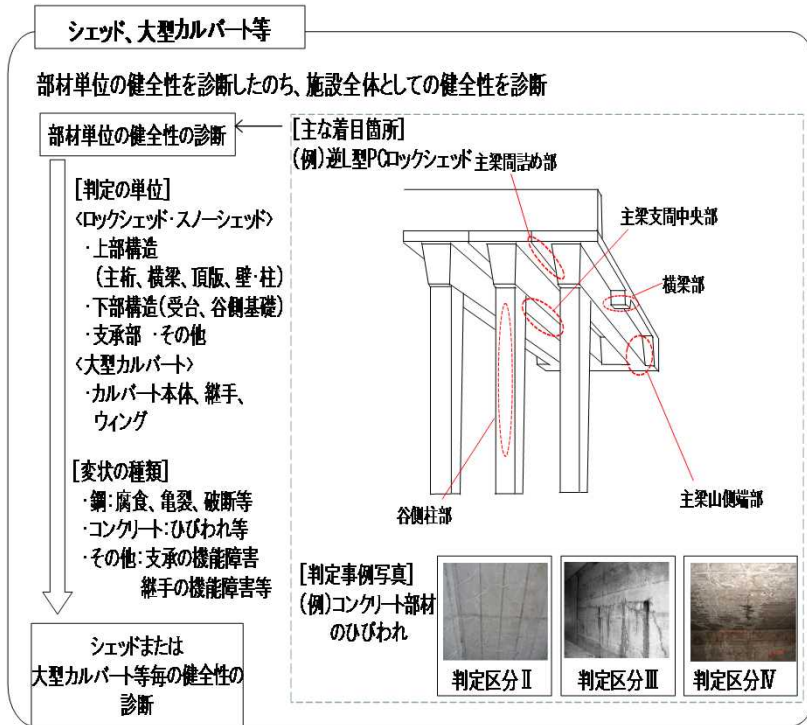 シェッド、大型カルバート等
部材単位の健全性を診断したのち、施設全体としての健全性を診断
部材単位の健全性の診断
[判定の単位]
<ロックシェッド・スノーシェッド>
・上部構造
(主桁、横梁、頂版、壁・柱)
・下部構造(受台、谷側基礎)
・支承部 ・その他
<大型カルバート>
・カルバート本体、継手、
ウィング
[変状の種類]
・鋼:腐食、亀裂、破断等
・コンクリート:ひびわれ等
・その他:支承の機能障害
継手の機能障害等
シェッドまたは
大型カルバート等毎の健全性の
診断
[主な着目箇所]
(例)逆L型PCロックシェッド
主梁間詰め部
主梁支間中央部
横梁部
谷側柱部
主梁山側端部
[判定事例写真]
(例)コンクリート部材
のひびわれ
判定区分Ⅱ
判定区分Ⅲ
判定区分Ⅳ